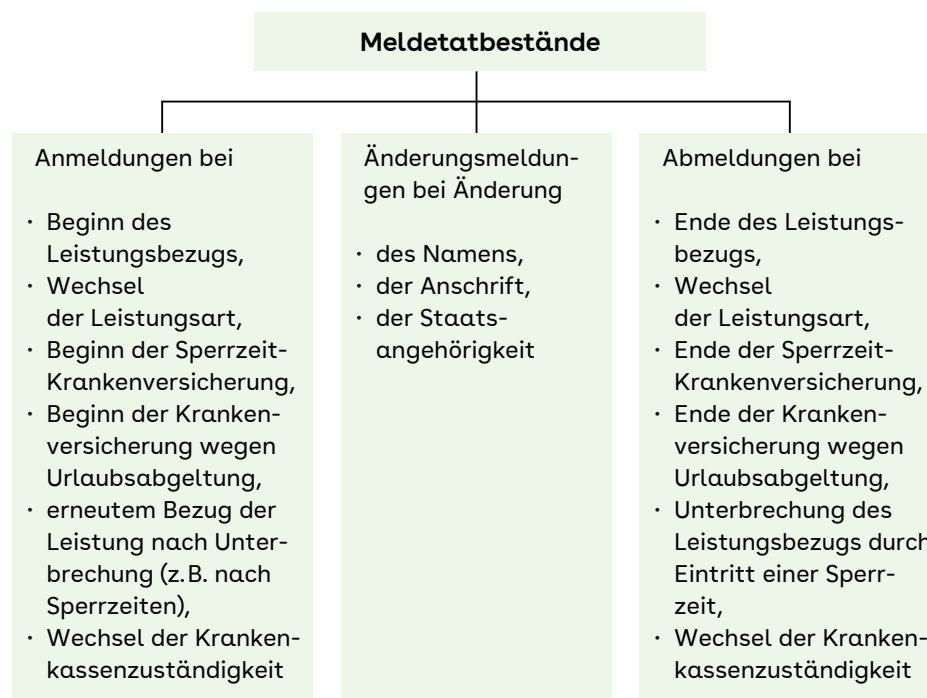 Meldetatbestände
Anmeldungen bei
· Beginn des
Leistungsbezugs,
· Wechsel
der Leistungsart,
· Beginn der Sperrzeit-
Krankenversicherung,
· Beginn der Kranken-
versicherung wegen
Urlaubsabgeltung,
· erneutem Bezug der
Leistung nach Unter-
brechung (z.B. nach
Sperrzeiten),
· Wechsel der Kranken-
kassenzuständigkeit
Änderungsmeldun-
gen bei Änderung
· des Namens,
· der Anschrift,
· der Staats-
angehörigkeit
Abmeldungen bei
· Ende des Leistungs-
bezugs,
· Wechsel
der Leistungsart,
· Ende der Sperrzeit-
Krankenversicherung,
· Ende der Kranken-
versicherung wegen
Urlaubsabgeltung,
· Unterbrechung des
Leistungsbezugs durch
Eintritt einer Sperr-
zeit,
· Wechsel der Kranken-
kassenzuständigkeit